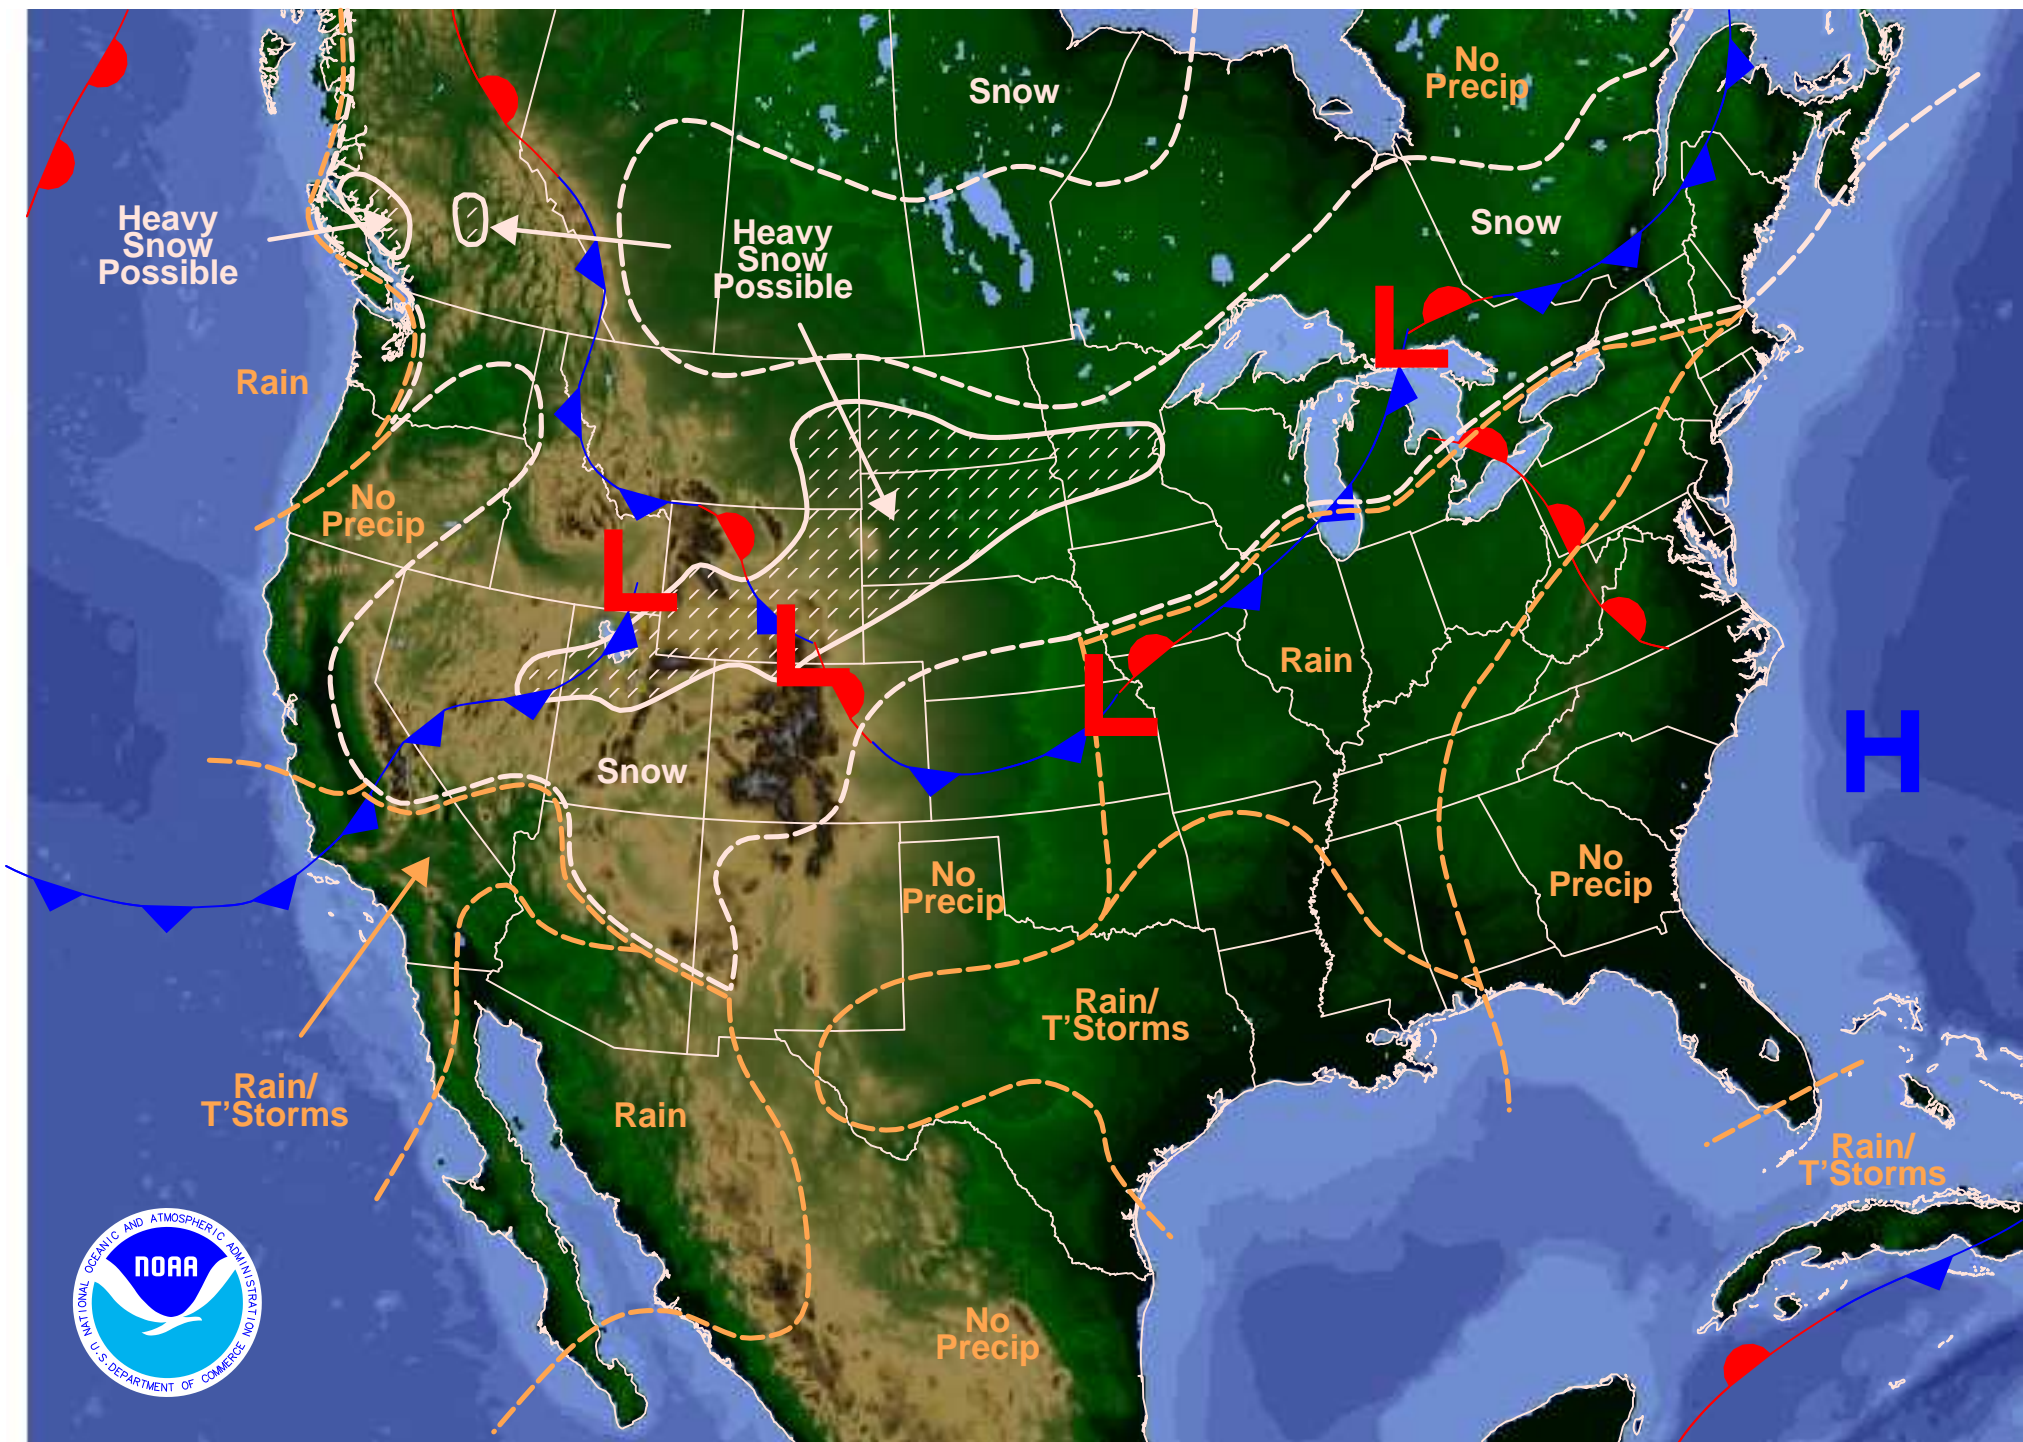 No
Precip
Snow
Heavy
Snow
Possible
Heavy
Snow
Possible
Snow
L
Rain
No
Precip
L
L
L
Rain
H
Snow
No
Precip
No
Precip
Rain/
T'Storms
Rain/
T'Storms
Rain
Rain/
T'Storms
No
Precip
NATIONAL OCEANIC AND ATMOSPHERIC ADMINISTRATION
NOAA
U.S. DEPARTMENT OF COMMERCE